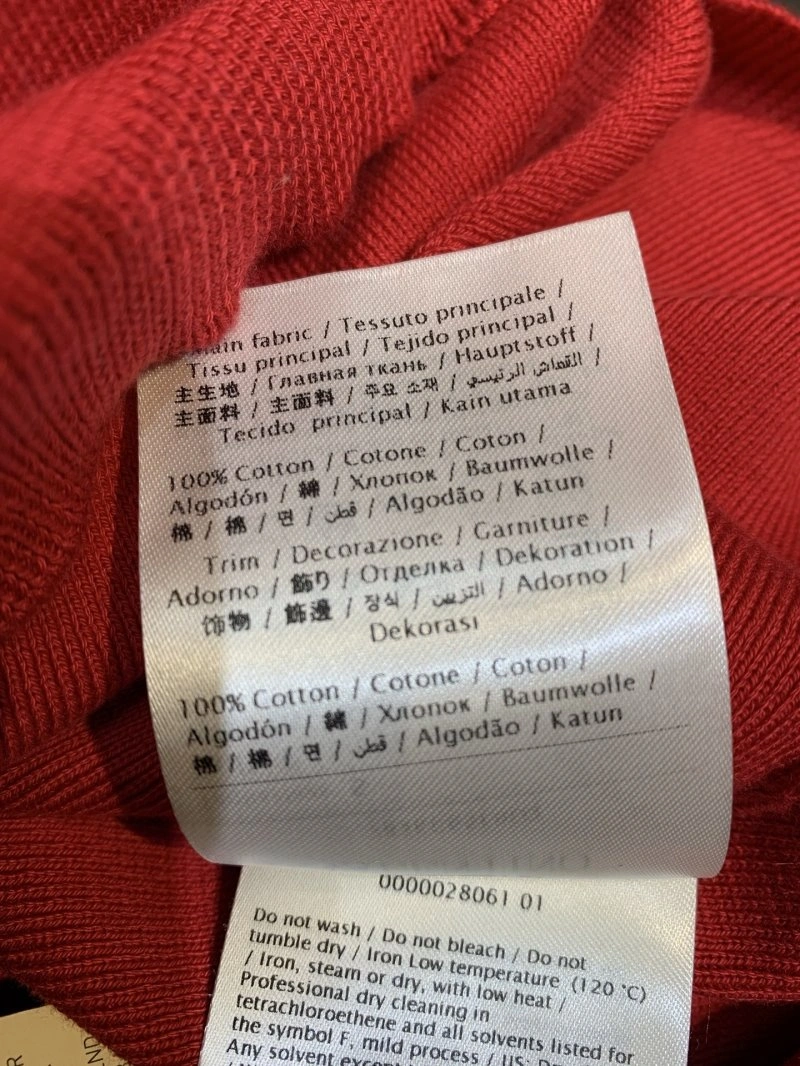 Main fabric / Tessuto principale /
Tissu principal / Tejido principal /
主生地 / Главная ткань / Hauptstoff /
主面料 / 主面料 / 주요 소재 / القماش الرئيسي /
Tecido principal / Kain utama
100% Cotton / Cotone / Coton /
Algodón / 綿 / Хлопок / Baumwolle /
棉 / 棉 / 면 / قطن / Algodão / Katun
Trim / Decorazione / Garniture /
Adorno / 飾り / Отделка / Dekoration /
饰物 / 飾邊 / 장식 / التزيين / Adorno /
Dekorasi
100% Cotton / Cotone / Coton /
Algodón / 綿 / Хлопок / Baumwolle /
棉 / 棉 / 면 / قطن / Algodão / Katun
0000028061 01
Do not wash / Do not bleach / Do not
tumble dry / Iron Low temperature (120 °C)
/ Iron, steam or dry, with low heat /
Professional dry cleaning in
tetrachloroethene and all solvents listed for
the symbol F, mild process / US:
Any solvent except